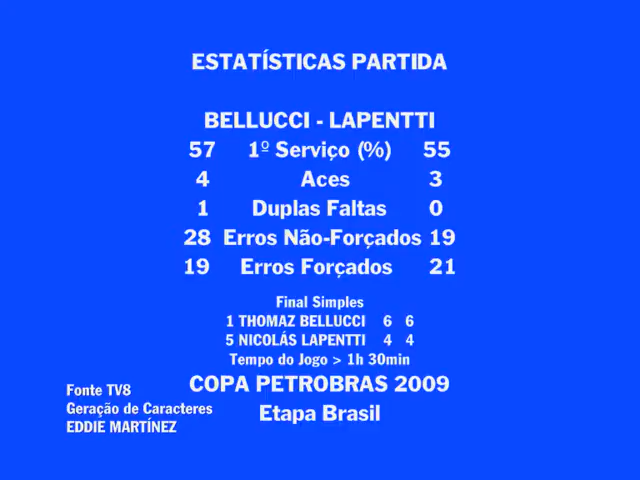 ESTATÍSTICAS PARTIDA
BELLUCCI - LAPENTTI
57 1º Serviço (%) 55
4 Aces 3
1 Duplas Faltas 0
28 Erros Não-Forçados 19
19 Erros Forçados 21
Final Simples
1 THOMAZ BELLUCCI 6 6
5 NICOLÁS LAPENTTI 4 4
Tempo do Jogo > 1h 30min
COPA PETROBRAS 2009
Etapa Brasil
Fonte TV8
Geração de Caracteres
EDDIE MARTÍNEZ